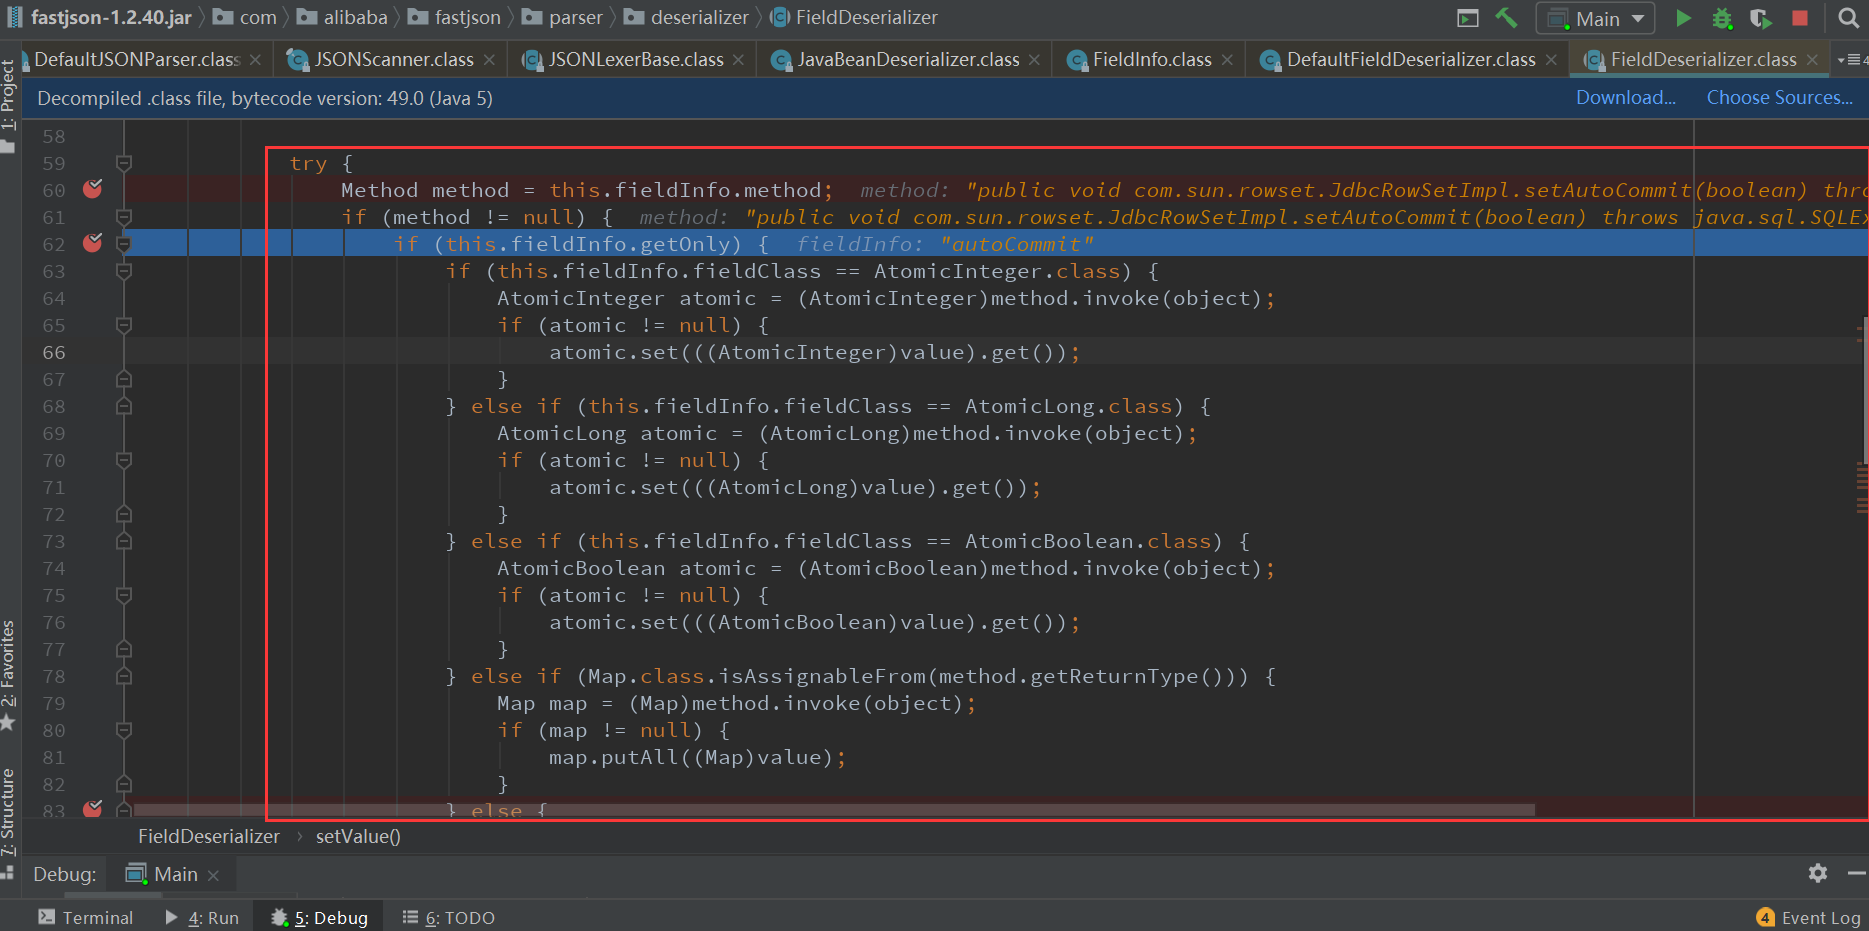 fastjson-1.2.40.jar com alibaba fastjson parser deserializer FieldDeserializer Main
DefaultJSONParser.class JSONScanner.class JSONLexerBase.class JavaBeanDeserializer.class FieldInfo.class DefaultFieldDeserializer.class FieldDeserializer.class 4
Decompiled .class file, bytecode version: 49.0 (Java 5) Download... Choose Sources...
1: Project
2: Favorites
7: Structure
58
59 try {
60 Method method = this.fieldInfo.method; method: "public void com.sun.rowset.JdbcRowSetImpl.setAutoCommit(boolean) thro
61 if (method != null) { method: "public void com.sun.rowset.JdbcRowSetImpl.setAutoCommit(boolean) throws java.sql.SQLEx
62 if (this.fieldInfo.getOnly) { fieldInfo: "autoCommit"
63 if (this.fieldInfo.fieldClass == AtomicInteger.class) {
64 AtomicInteger atomic = (AtomicInteger)method.invoke(object);
65 if (atomic != null) {
66 atomic.set(((AtomicInteger)value).get());
67 }
68 } else if (this.fieldInfo.fieldClass == AtomicLong.class) {
69 AtomicLong atomic = (AtomicLong)method.invoke(object);
70 if (atomic != null) {
71 atomic.set(((AtomicLong)value).get());
72 }
73 } else if (this.fieldInfo.fieldClass == AtomicBoolean.class) {
74 AtomicBoolean atomic = (AtomicBoolean)method.invoke(object);
75 if (atomic != null) {
76 atomic.set(((AtomicBoolean)value).get());
77 }
78 } else if (Map.class.isAssignableFrom(method.getReturnType())) {
79 Map map = (Map)method.invoke(object);
80 if (map != null) {
81 map.putAll((Map)value);
82 }
83 } else {
FieldDeserializer › setValue()
Debug: Main
Terminal 4: Run 5: Debug 6: TODO 4 Event Log